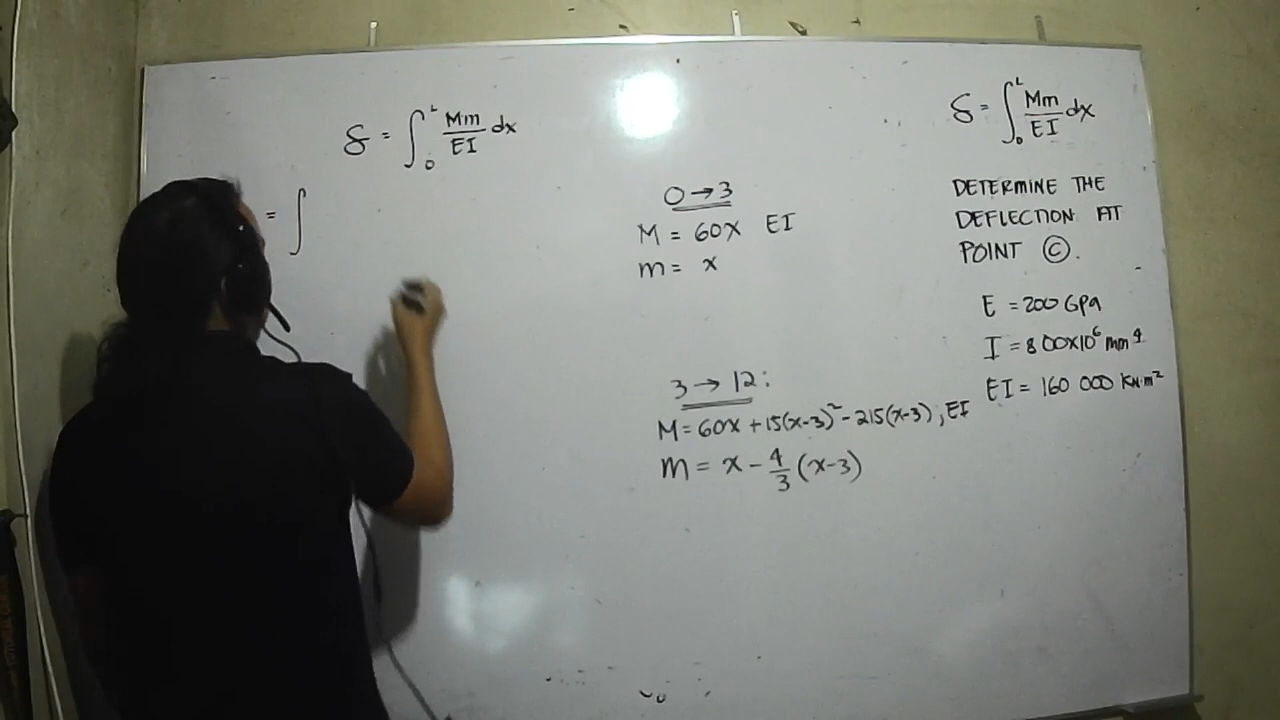 δ = ∫₀ᴸ Mm/EI dx
= ∫
0→3
M = 60x EI
m = x
3→12:
M = 60x + 15(x-3)² - 215(x-3), EI
m = x - 4/3 (x-3)
δ = ∫₀ᴸ Mm/EI dx
DETERMINE THE
DEFLECTION AT
POINT Ⓒ.
E = 200 GPa
I = 800x10⁶ mm⁴
EI = 160 000 KN·m²